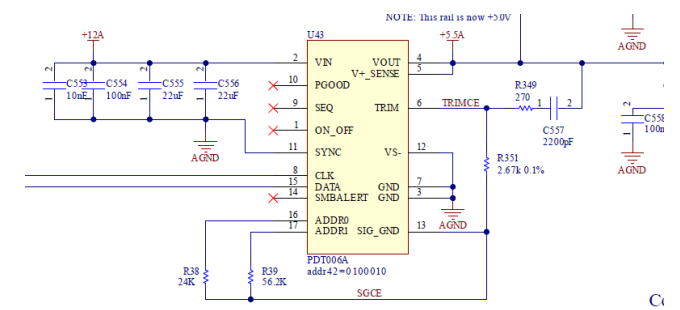 NOTE: This rail is now +5.0V
+12A
U43
+5.5A
AGND
2
VIN
VOUT
4
V+_SENSE
5
10
PGOOD
9
SEQ
TRIM
6
TRIMCE
1
ON_OFF
11
SYNC
VS-
12
8
CLK
15
DATA
GND
7
14
SMBALERT
GND
3
16
ADDR0
17
ADDR1
SIG_GND
13
PDT006A
addr42=0100010
2
1
C553
10nF
2
1
C554
100nF
2
1
C555
22uF
2
1
C556
22uF
AGND
R349
270
1
2
C557
2200pF
R351
2.67k 0.1%
AGND
2
1
C558
AGND
R38
24K
R39
56.2K
SGCE